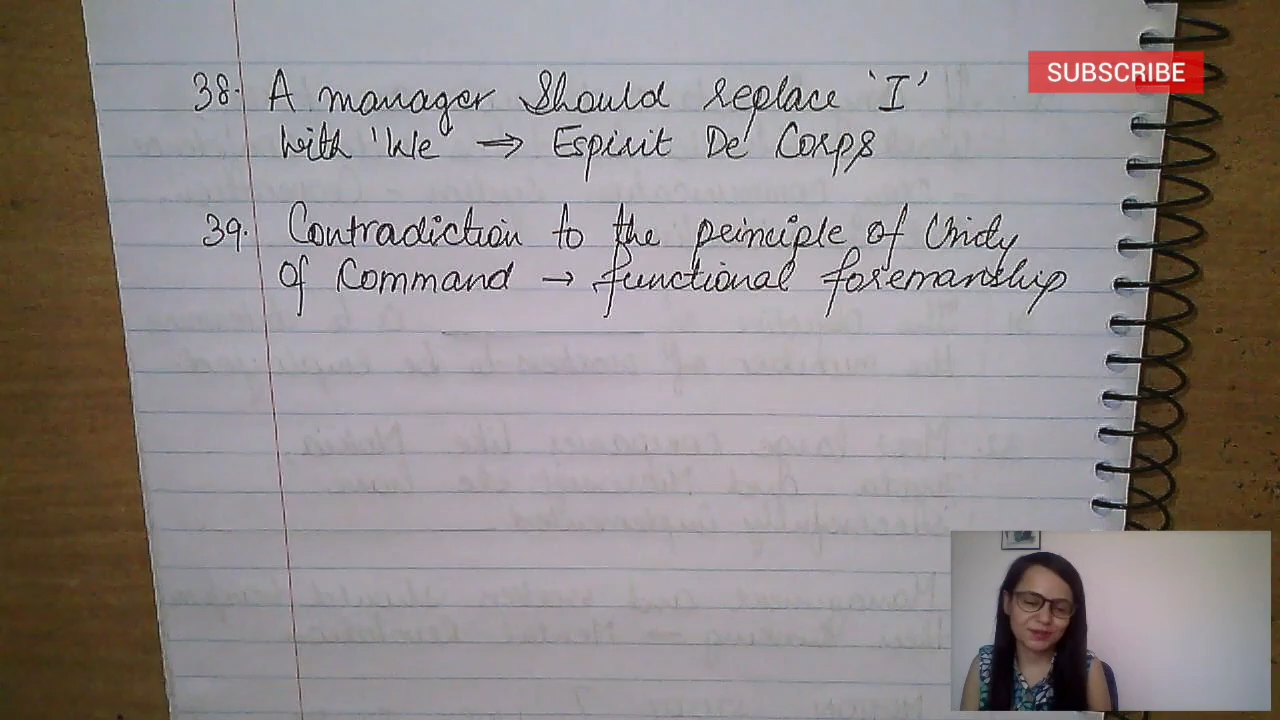 SUBSCRIBE
38. A manager should replace 'I'
with 'We' ⇒ Espirit De Corps
39. Contradiction to the principle of Unity
of Command → functional foremanship